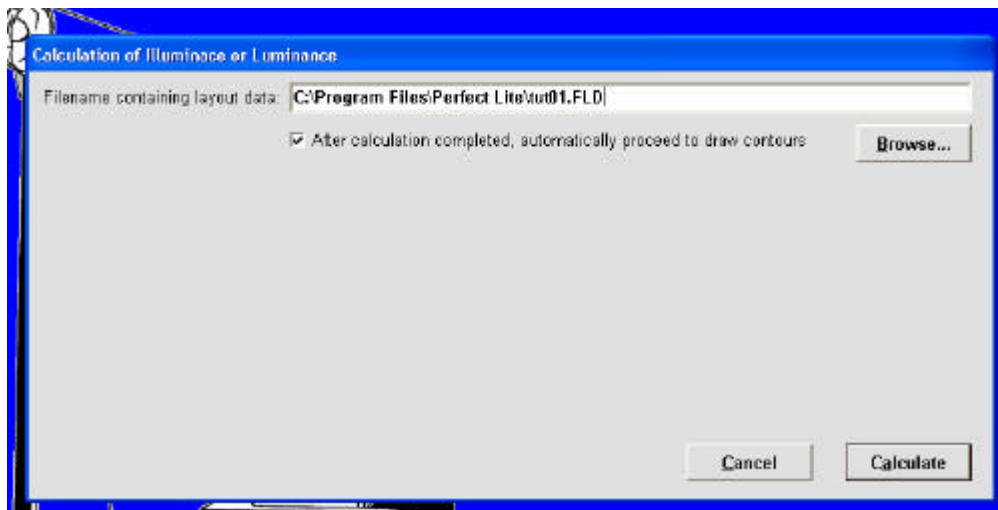 Calculation of Illuminace or Luminance
Filename containing layout data: C:\Program Files\Perfect Lite\tut01.FLD
After calculation completed, automatically proceed to draw contours
Browse...
Cancel Calculate